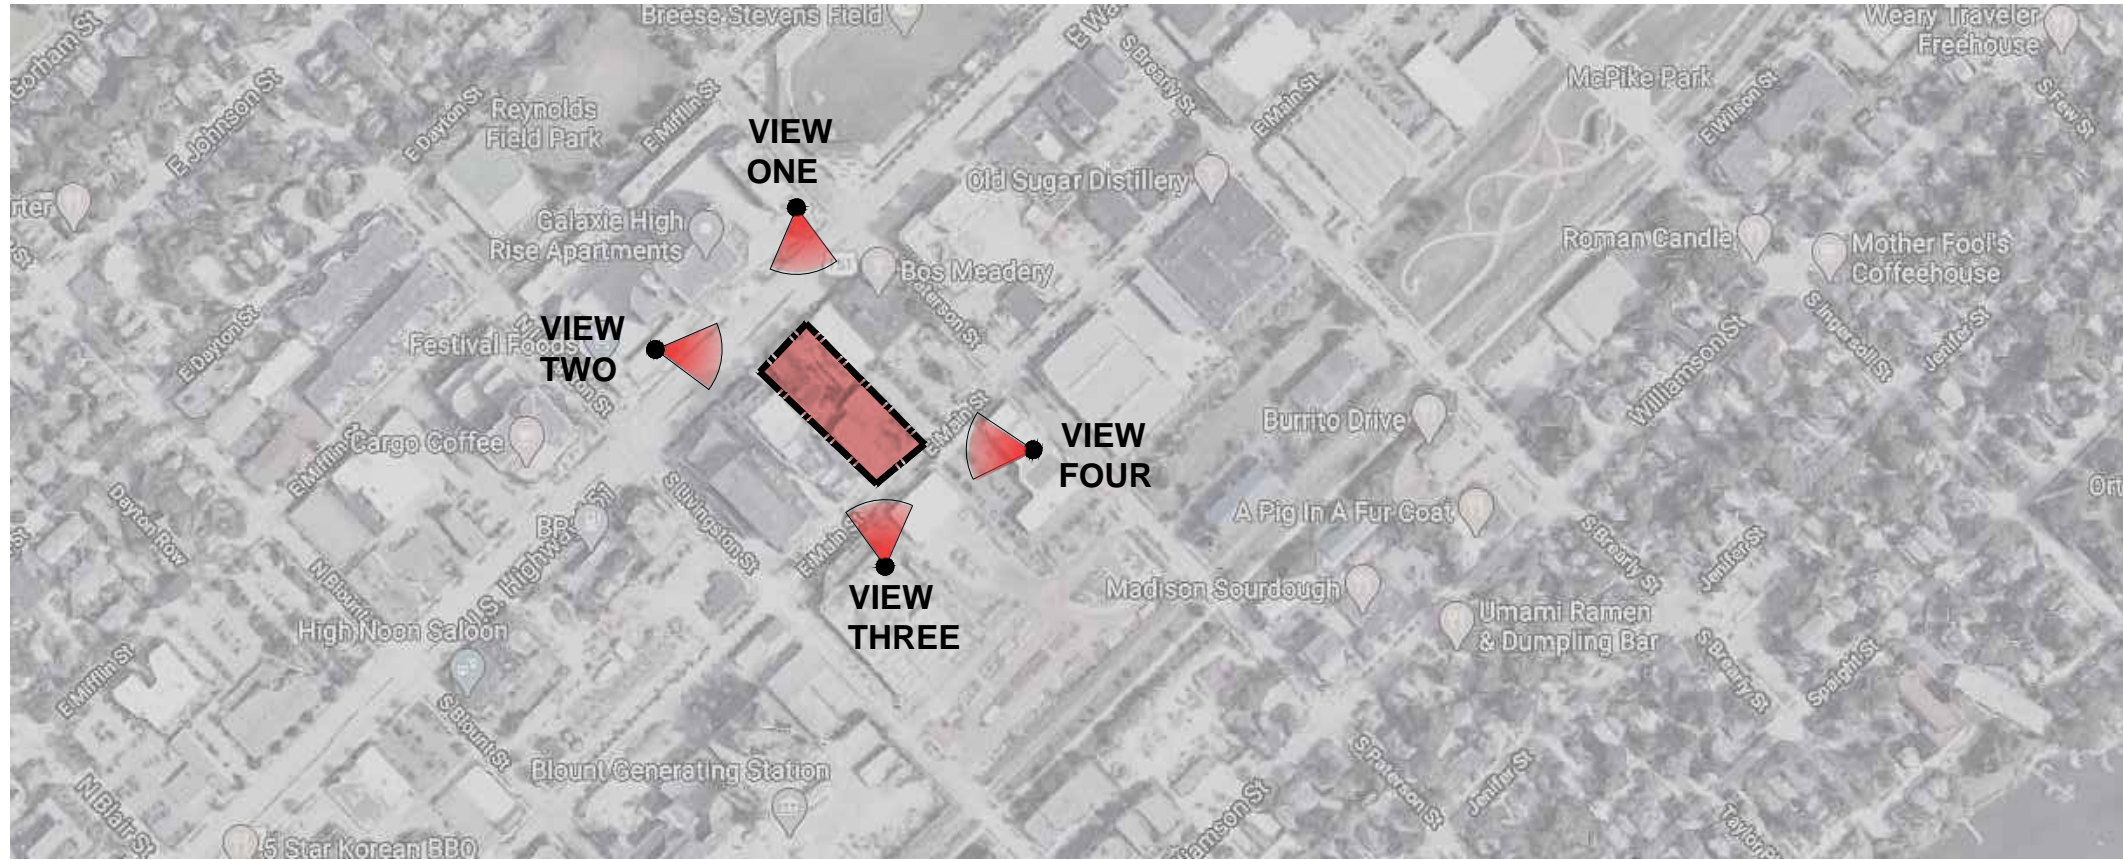 Breese Stevens Field
E Wa
Weary Traveler
Freehouse
Gorham St
E Johnson St
E Dayton St
Reynolds
Field Park
E Mifflin St
S Brearly St
E Main St
McPike Park
E Wilson St
S Few St
VIEW
ONE
Old Sugar Distillery
rter
Galaxie High
Rise Apartments
Bos Meadery
Roman Candle
Mother Fool's
Coffeehouse
St
E Dayton St
VIEW
TWO
Festival Foods
Paterson St
S Ingersoll St
Jenifer St
Williamson St
Cargo Coffee
E Mifflin
E Main St
VIEW
FOUR
Burrito Drive
Dayton Row
BP
S Livingston St
E Main S
A Pig In A Fur Coat
Ort
St
N Blount
U.S. Highwa
VIEW
THREE
Madison Sourdough
S Brearly St
Jenifer St
High Noon Saloon
Umami Ramen
& Dumpling Bar
E Mifflin St
S Blount St
S Brearly St
Spaight St
Blount Generating Station
S Paterson St
Jenifer St
N Blair St
5 Star Korean BBQ
iamson St
Taylor